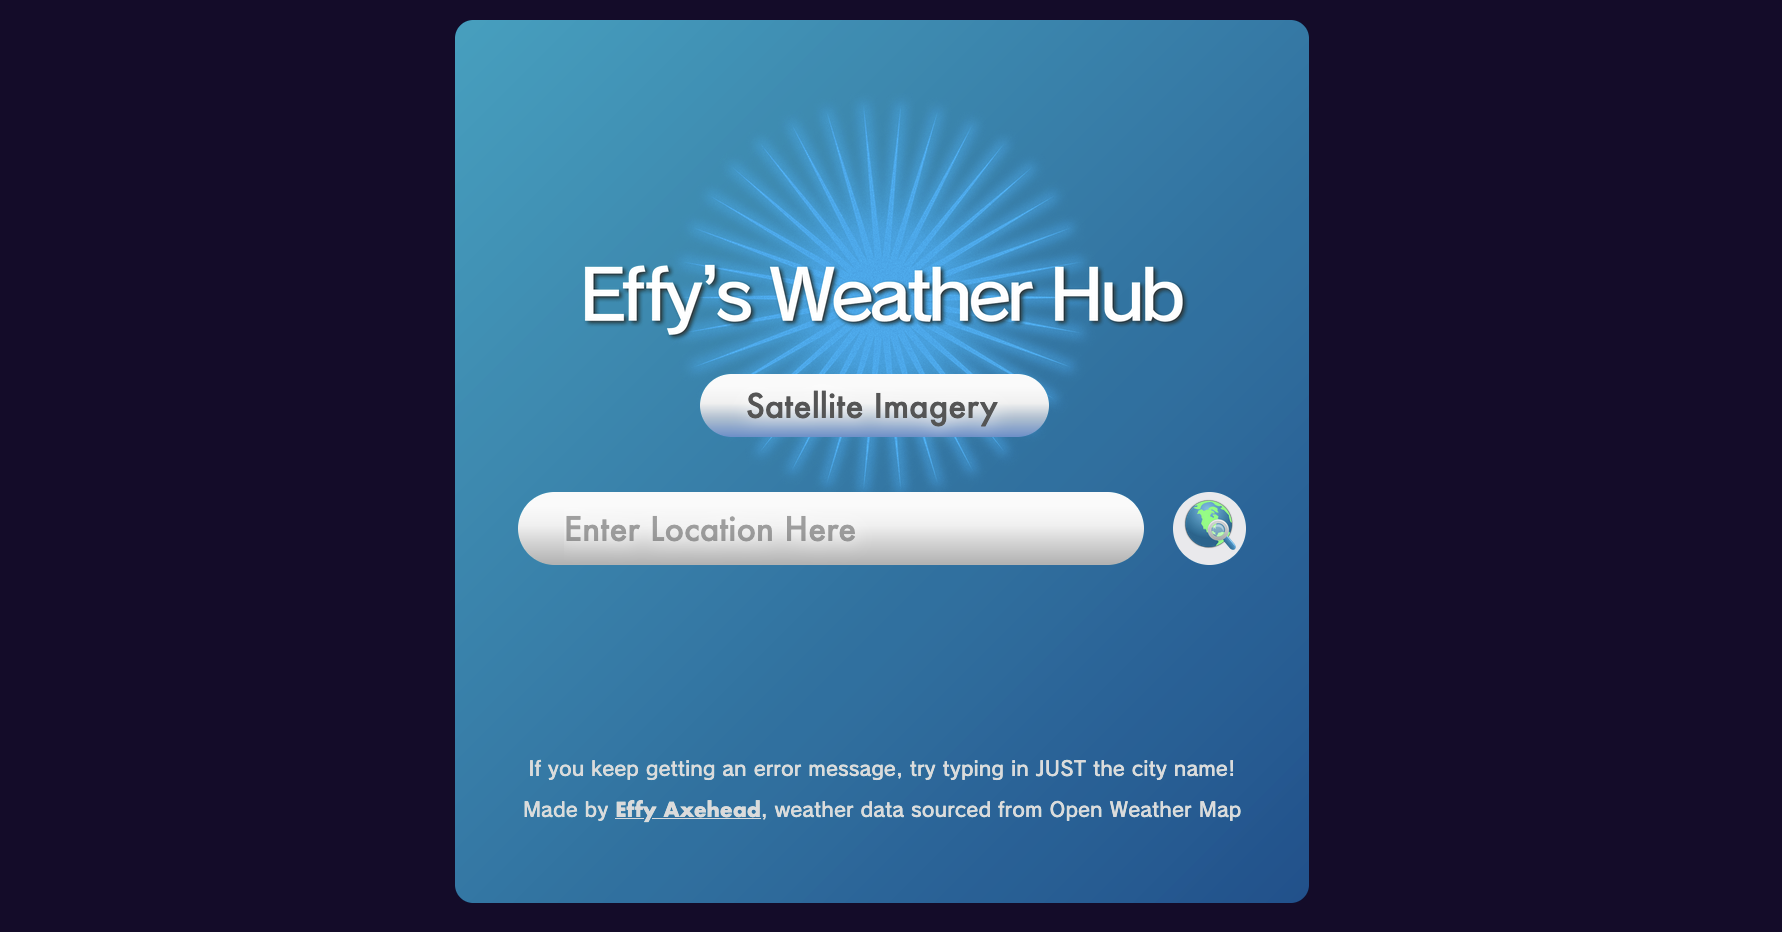 Effy’s Weather Hub
Satellite Imagery
Enter Location Here
If you keep getting an error message, try typing in JUST the city name!
Made by Effy Axehead, weather data sourced from Open Weather Map